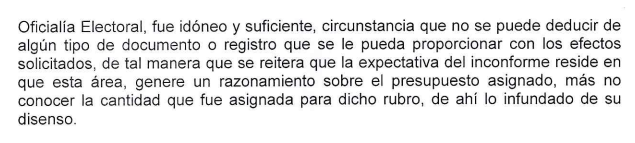 Oficialía Electoral, fue idóneo y suficiente, circunstancia que no se puede deducir de
algún tipo de documento o registro que se le pueda proporcionar con los efectos
solicitados, de tal manera que se reitera que la expectativa del inconforme reside en
que esta área, genere un razonamiento sobre el presupuesto asignado, más no
conocer la cantidad que fue asignada para dicho rubro, de ahí lo infundado de su
disenso.